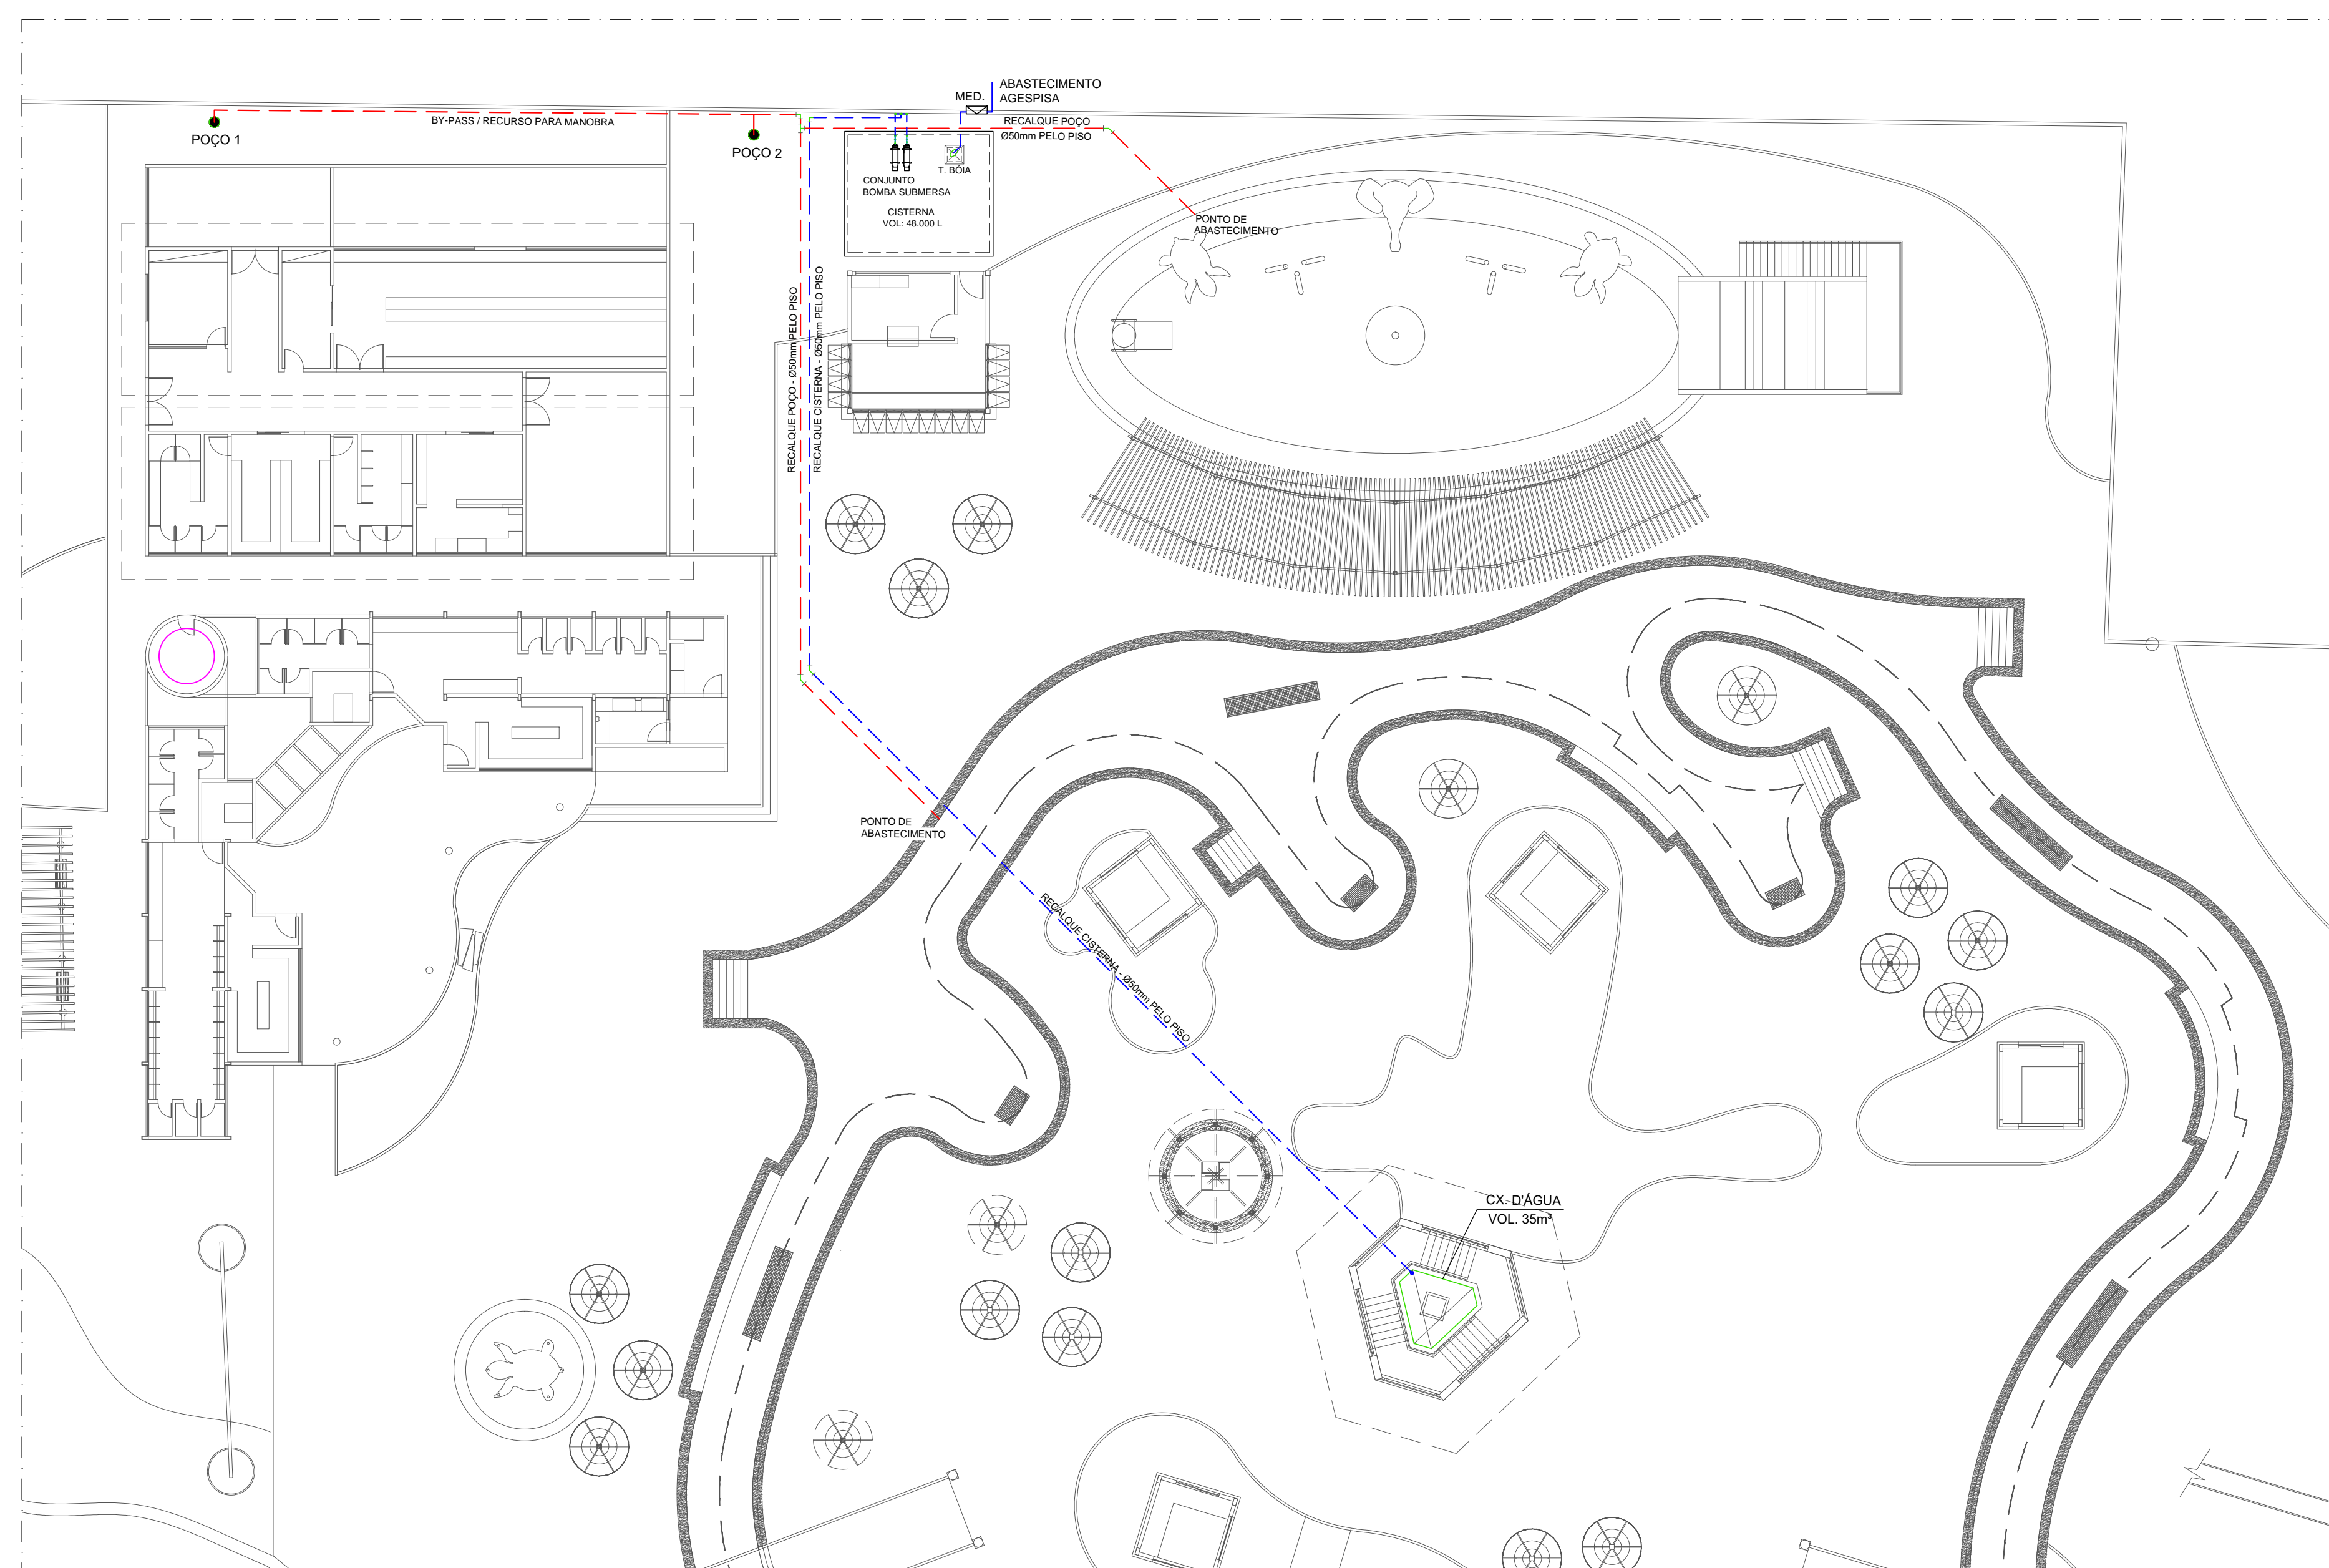 ABASTECIMENTO
AGESPISA
MED.
BY-PASS / RECURSO PARA MANOBRA
RECALQUE POÇO
Ø50mm PELO PISO
POÇO 1
POÇO 2
T. BÓIA
CONJUNTO
BOMBA SUBMERSA
CISTERNA
VOL: 48.000 L
PONTO DE
ABASTECIMENTO
RECALQUE POÇO - Ø50mm PELO PISO
RECALQUE CISTERNA - Ø50mm PELO PISO
PONTO DE
ABASTECIMENTO
RECALQUE CISTERNA - Ø50mm PELO PISO
CX. D'ÁGUA
VOL. 35m³